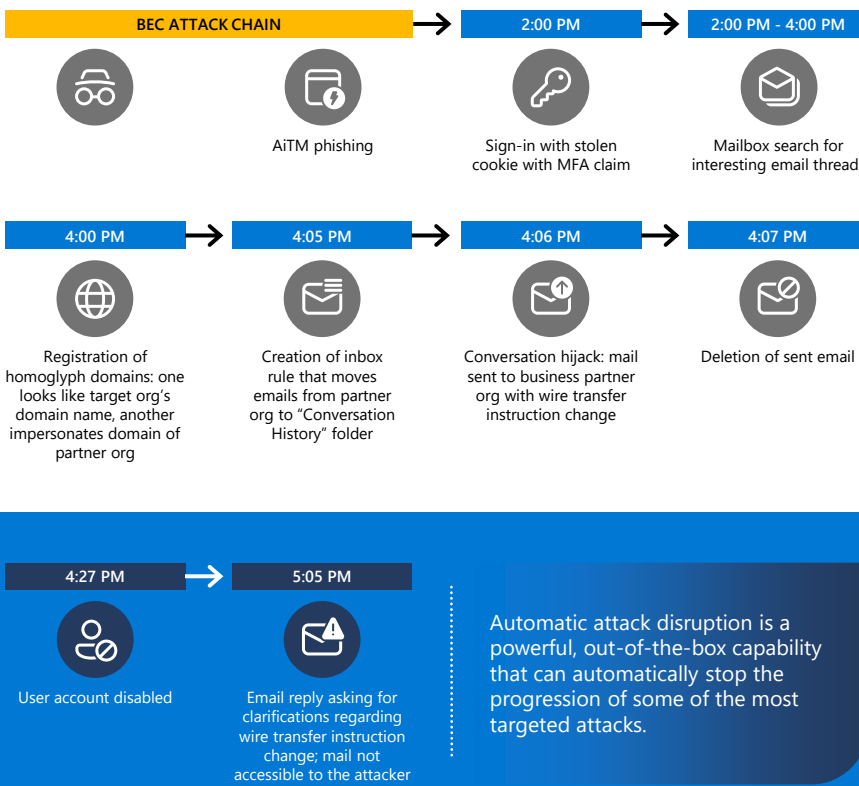 BEC ATTACK CHAIN
2:00 PM
2:00 PM - 4:00 PM
AiTM phishing
Sign-in with stolen
cookie with MFA claim
Mailbox search for
interesting email thread
4:00 PM
4:05 PM
4:06 PM
4:07 PM
Registration of
homoglyph domains: one
looks like target org’s
domain name, another
impersonates domain of
partner org
Creation of inbox
rule that moves
emails from partner
org to “Conversation
History” folder
Conversation hijack: mail
sent to business partner
org with wire transfer
instruction change
Deletion of sent email
4:27 PM
5:05 PM
User account disabled
Email reply asking for
clarifications regarding
wire transfer instruction
change; mail not
accessible to the attacker
Automatic attack disruption is a
powerful, out-of-the-box capability
that can automatically stop the
progression of some of the most
targeted attacks.